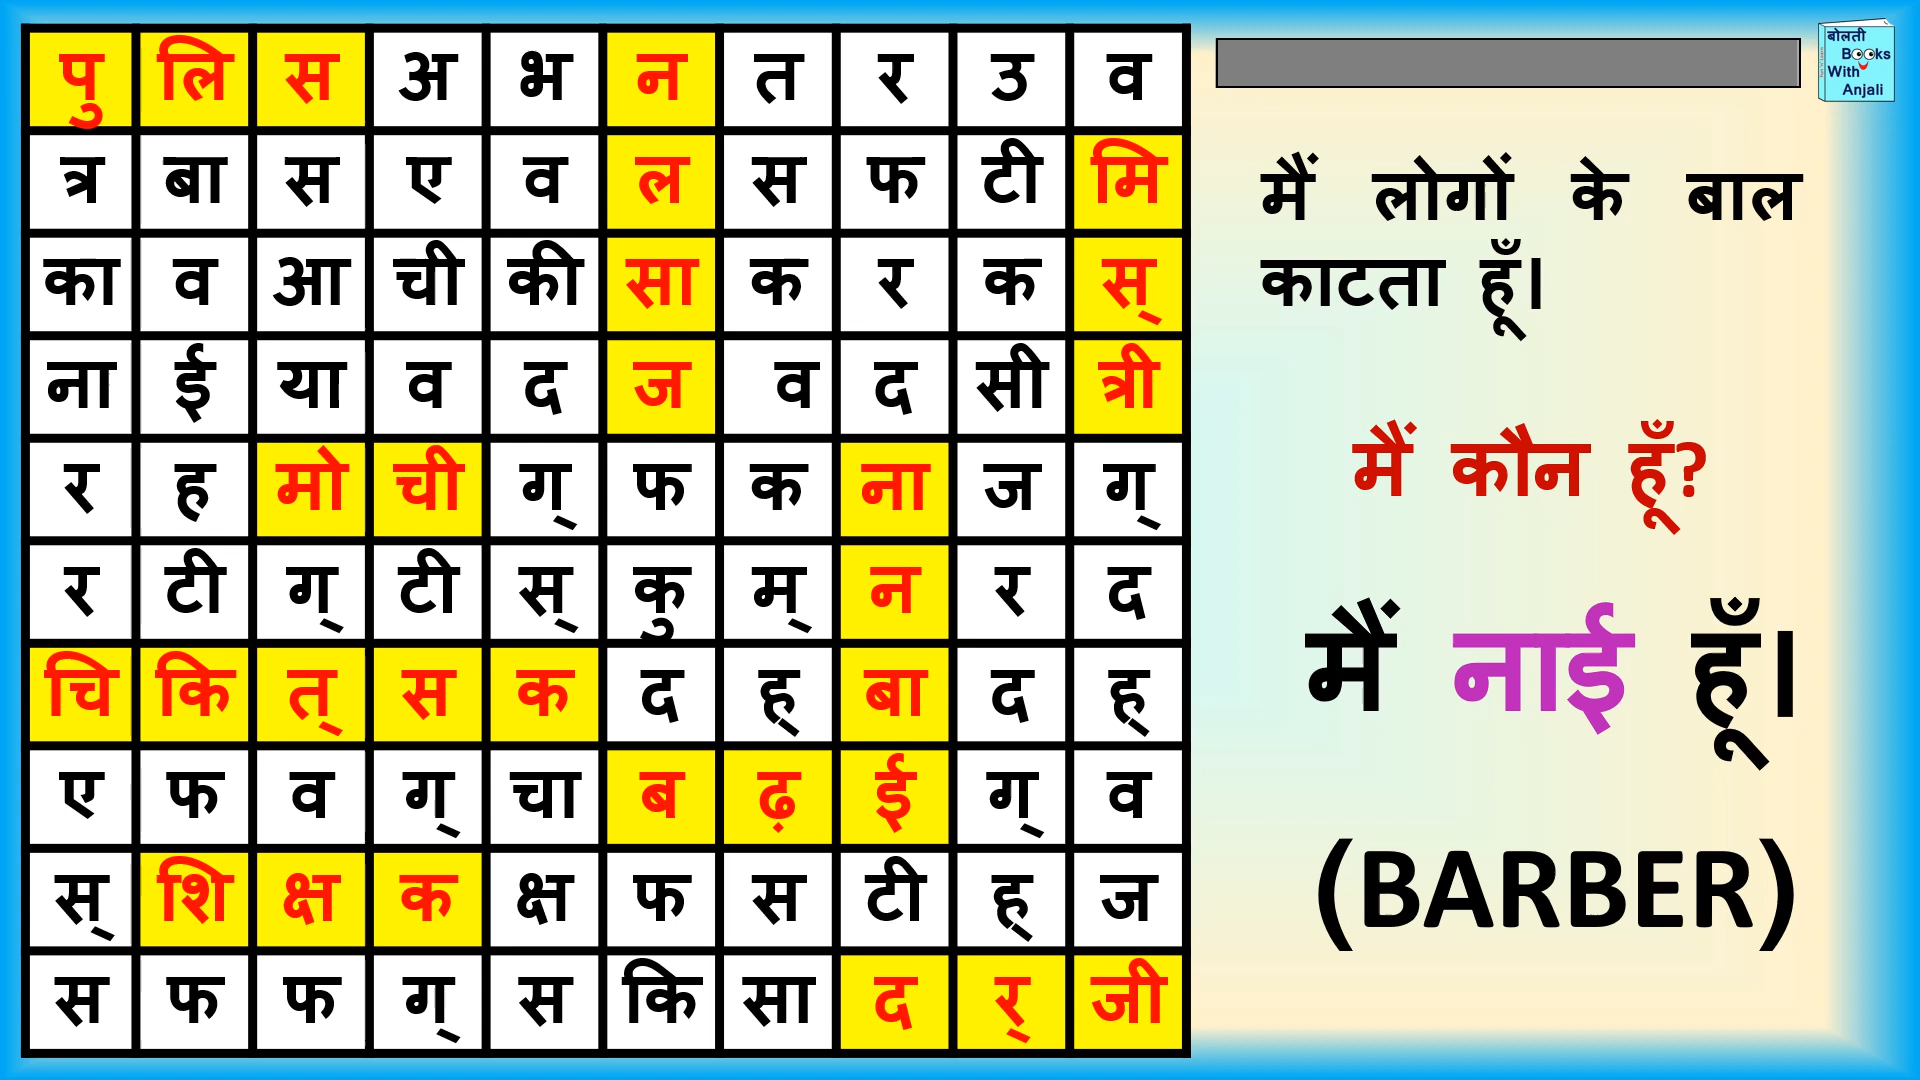 पु लि स अ भ न त र उ व
त्र बा स ए व ल स फ टी मि
का व आ ची की सा क र क स्
ना ई या व द ज व द सी त्री
र ह मो ची ग् फ क ना ज ग्
र टी ग् टी स् कु म् न र द
चि कि त् स क द ह् बा द ह्
ए फ व ग् चा ब ढ़ ई ग् व
स् शि क्ष क क्ष फ स टी ह् ज
स फ फ ग् स कि सा द र् जी
बोलती
Books
With
Anjali
मैं लोगों के बाल
काटता हूँ।
मैं कौन हूँ?
मैं नाई हूँ।
(BARBER)